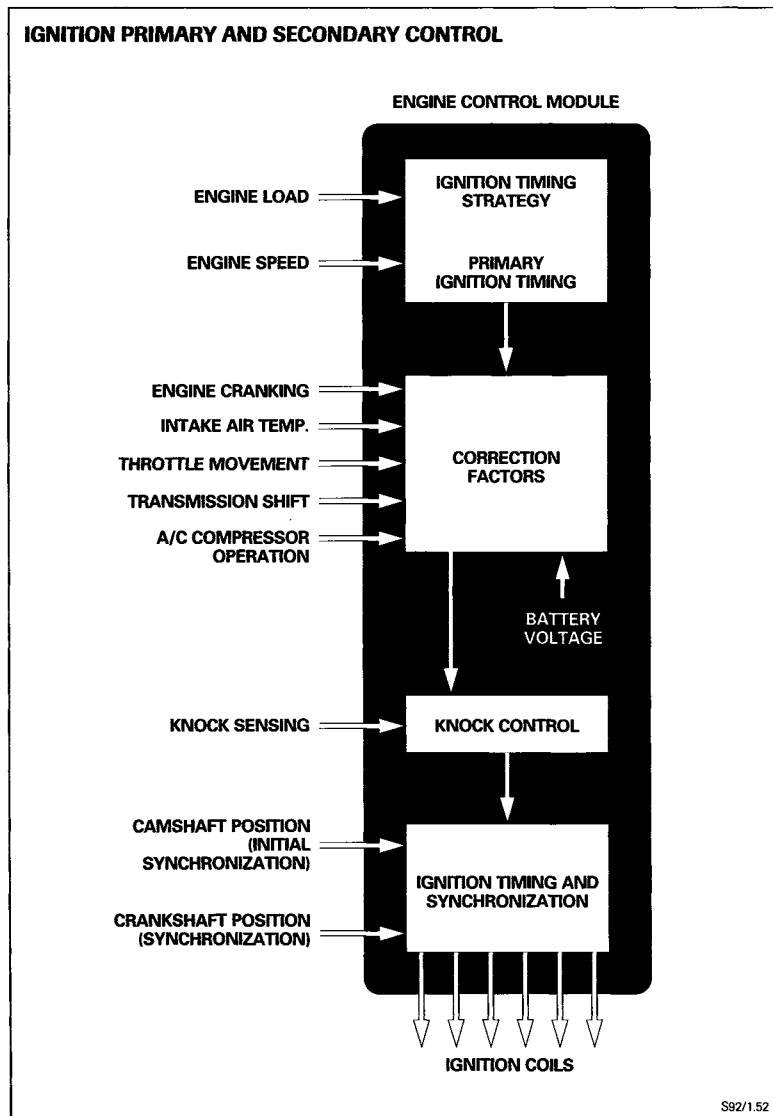 IGNITION PRIMARY AND SECONDARY CONTROL
ENGINE CONTROL MODULE
IGNITION TIMING
STRATEGY
ENGINE LOAD
ENGINE SPEED
PRIMARY
IGNITION TIMING
ENGINE CRANKING
INTAKE AIR TEMP.
THROTTLE MOVEMENT
TRANSMISSION SHIFT
A/C COMPRESSOR
OPERATION
CORRECTION
FACTORS
BATTERY
VOLTAGE
KNOCK SENSING
KNOCK CONTROL
CAMSHAFT POSITION
(INITIAL
SYNCHRONIZATION)
CRANKSHAFT POSITION
(SYNCHRONIZATION)
IGNITION TIMING AND
SYNCHRONIZATION
IGNITION COILS
S92/1.52